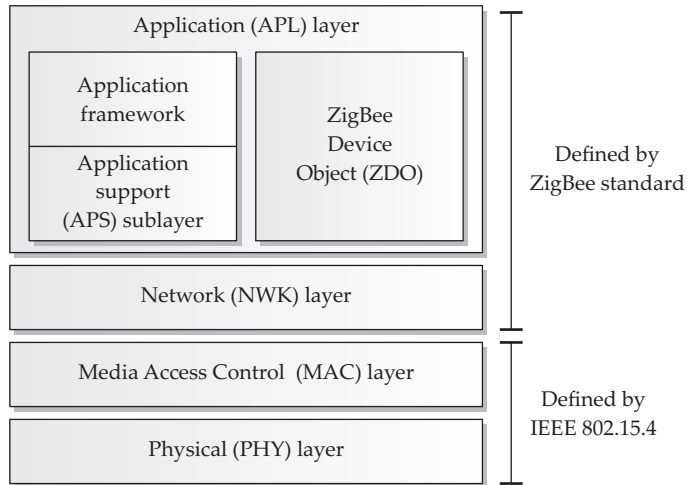 Application (APL) layer
Application
framework
Application
support
(APS) sublayer
ZigBee
Device
Object (ZDO)
Defined by
ZigBee standard
Network (NWK) layer
Media Access Control (MAC) layer
Physical (PHY) layer
Defined by
IEEE 802.15.4